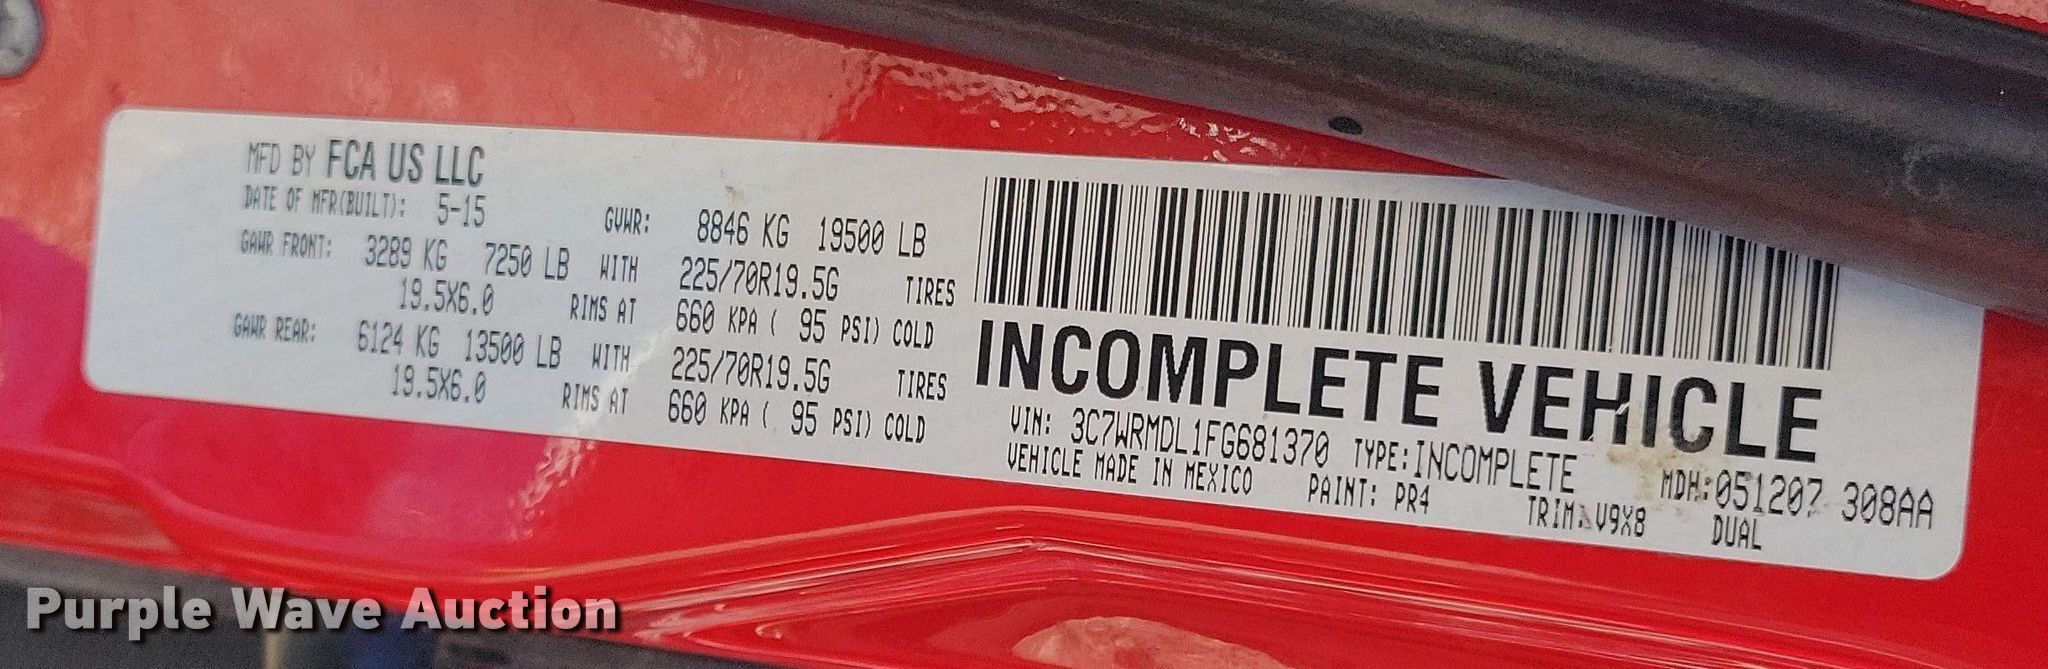 MFD BY FCA US LLC
DATE OF MFR(BUILT): 5-15 GVWR: 8846 KG 19500 LB
GAWR FRONT: 3289 KG 7250 LB WITH 225/70R19.5G TIRES
19.5X6.0 RIMS AT 660 KPA ( 95 PSI) COLD
GAWR REAR: 6124 KG 13500 LB WITH 225/70R19.5G TIRES
19.5X6.0 RIMS AT 660 KPA ( 95 PSI) COLD
INCOMPLETE VEHICLE
VIN: 3C7WRMDL1FG681370 TYPE:INCOMPLETE MDH:051207 308AA
VEHICLE MADE IN MEXICO PAINT: PR4 TRIM: V9X8 DUAL
Purple Wave Auction